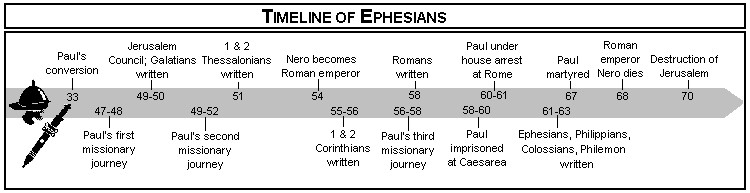 TIMELINE OF EPHESIANS
Paul's
conversion
33
47-48
Paul's first
missionary
journey
Jerusalem
Council; Galatians
written
49-50
49-52
Paul's second
missionary
journey
1 & 2
Thessalonians
written
51
Nero becomes
Roman emperor
54
55-56
1 & 2
Corinthians
written
Romans
written
58
56-58
Paul's third
missionary
journey
Paul under
house arrest
at Rome
60-61
58-60
Paul
imprisoned
at Caesarea
Paul
martyred
67
61-63
Ephesians, Philippians,
Colossians, Philemon
written
Roman
emperor
Nero dies
68
Destruction of
Jerusalem
70